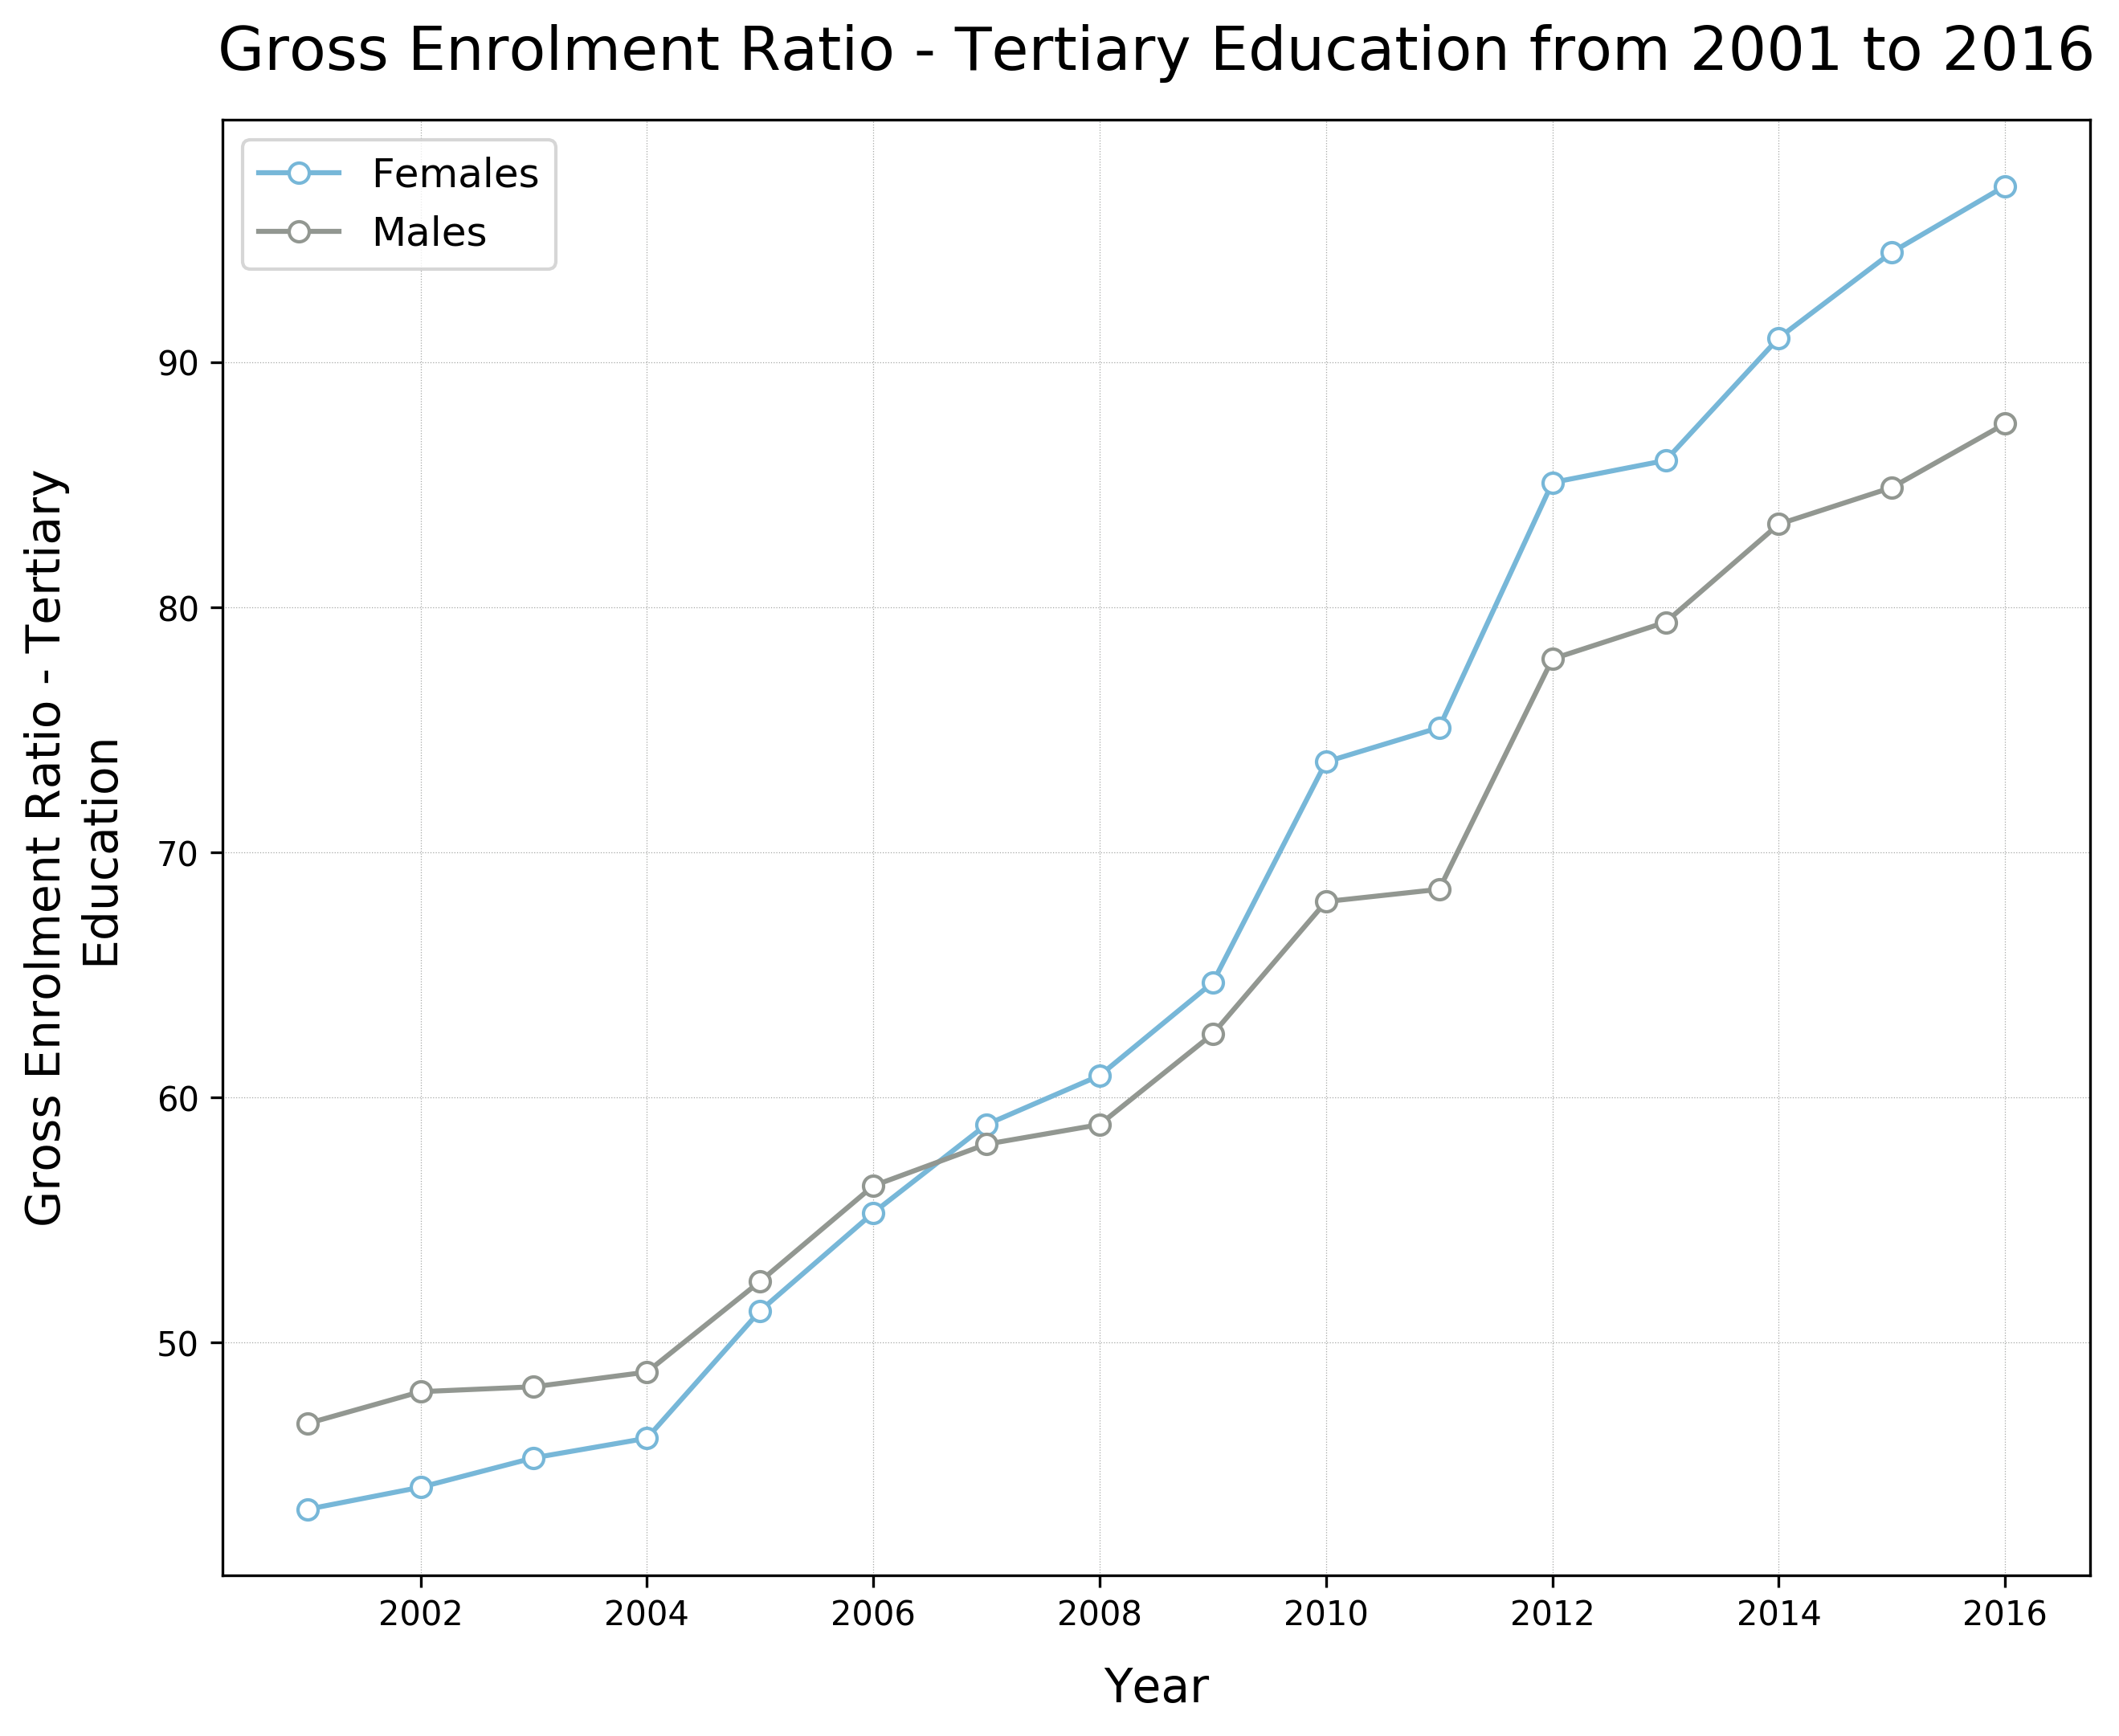 Gross Enrolment Ratio - Tertiary Education from 2001 to 2016
Females
Males
Gross Enrolment Ratio - Tertiary
Education
90
80
70
60
50
2002 2004 2006 2008 2010 2012 2014 2016
Year